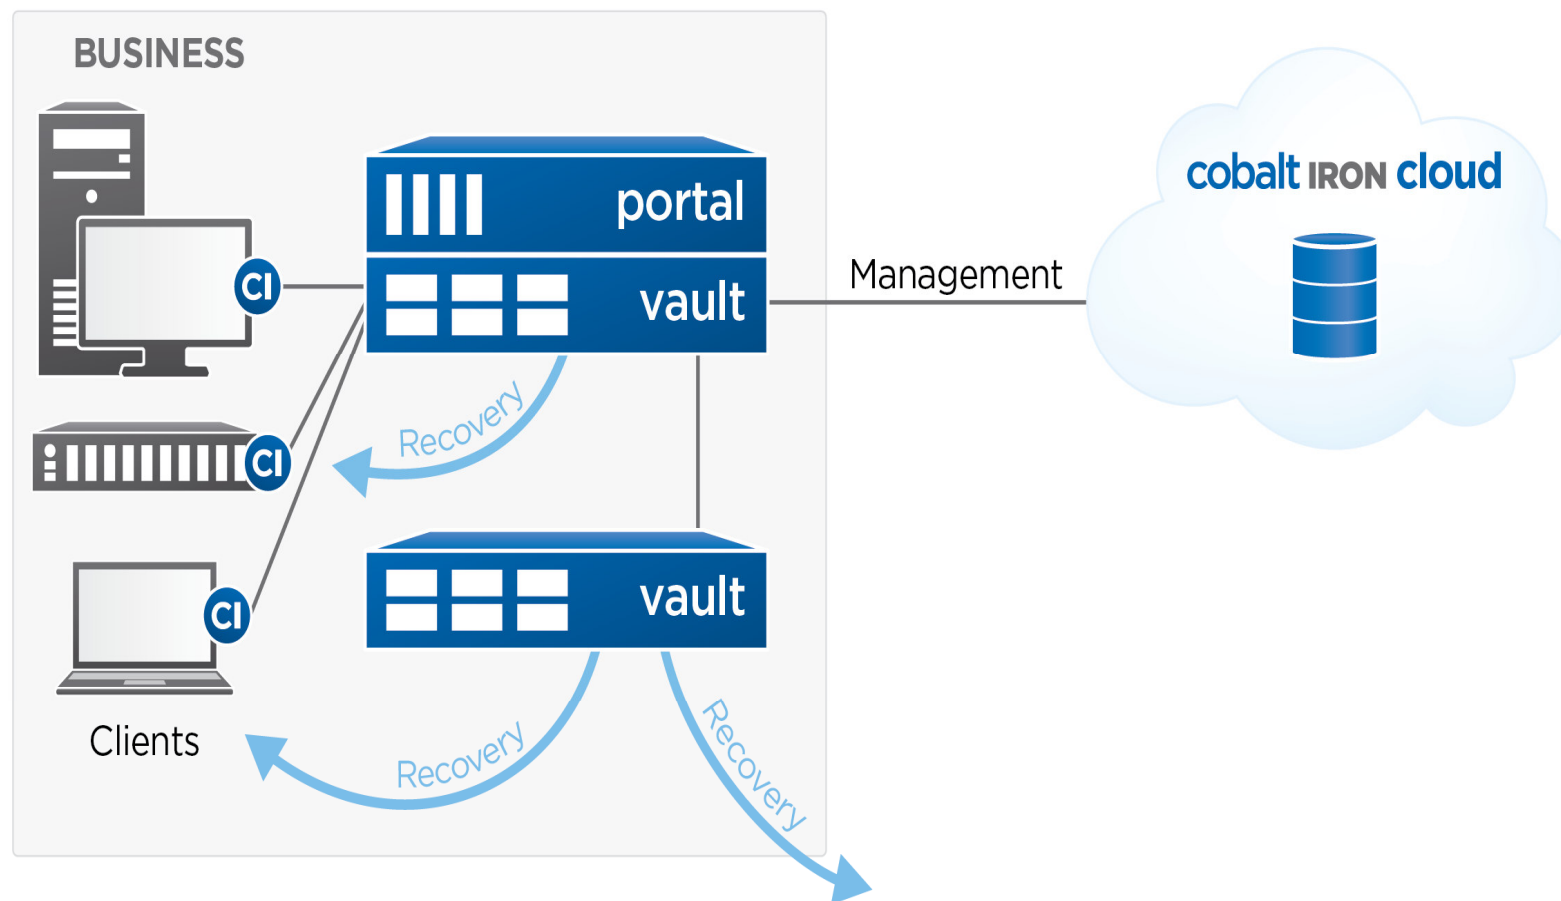 BUSINESS
portal
cobalt IRON cloud
CI
vault
Management
Recovery
CI
vault
CI
Clients
Recovery
Recovery